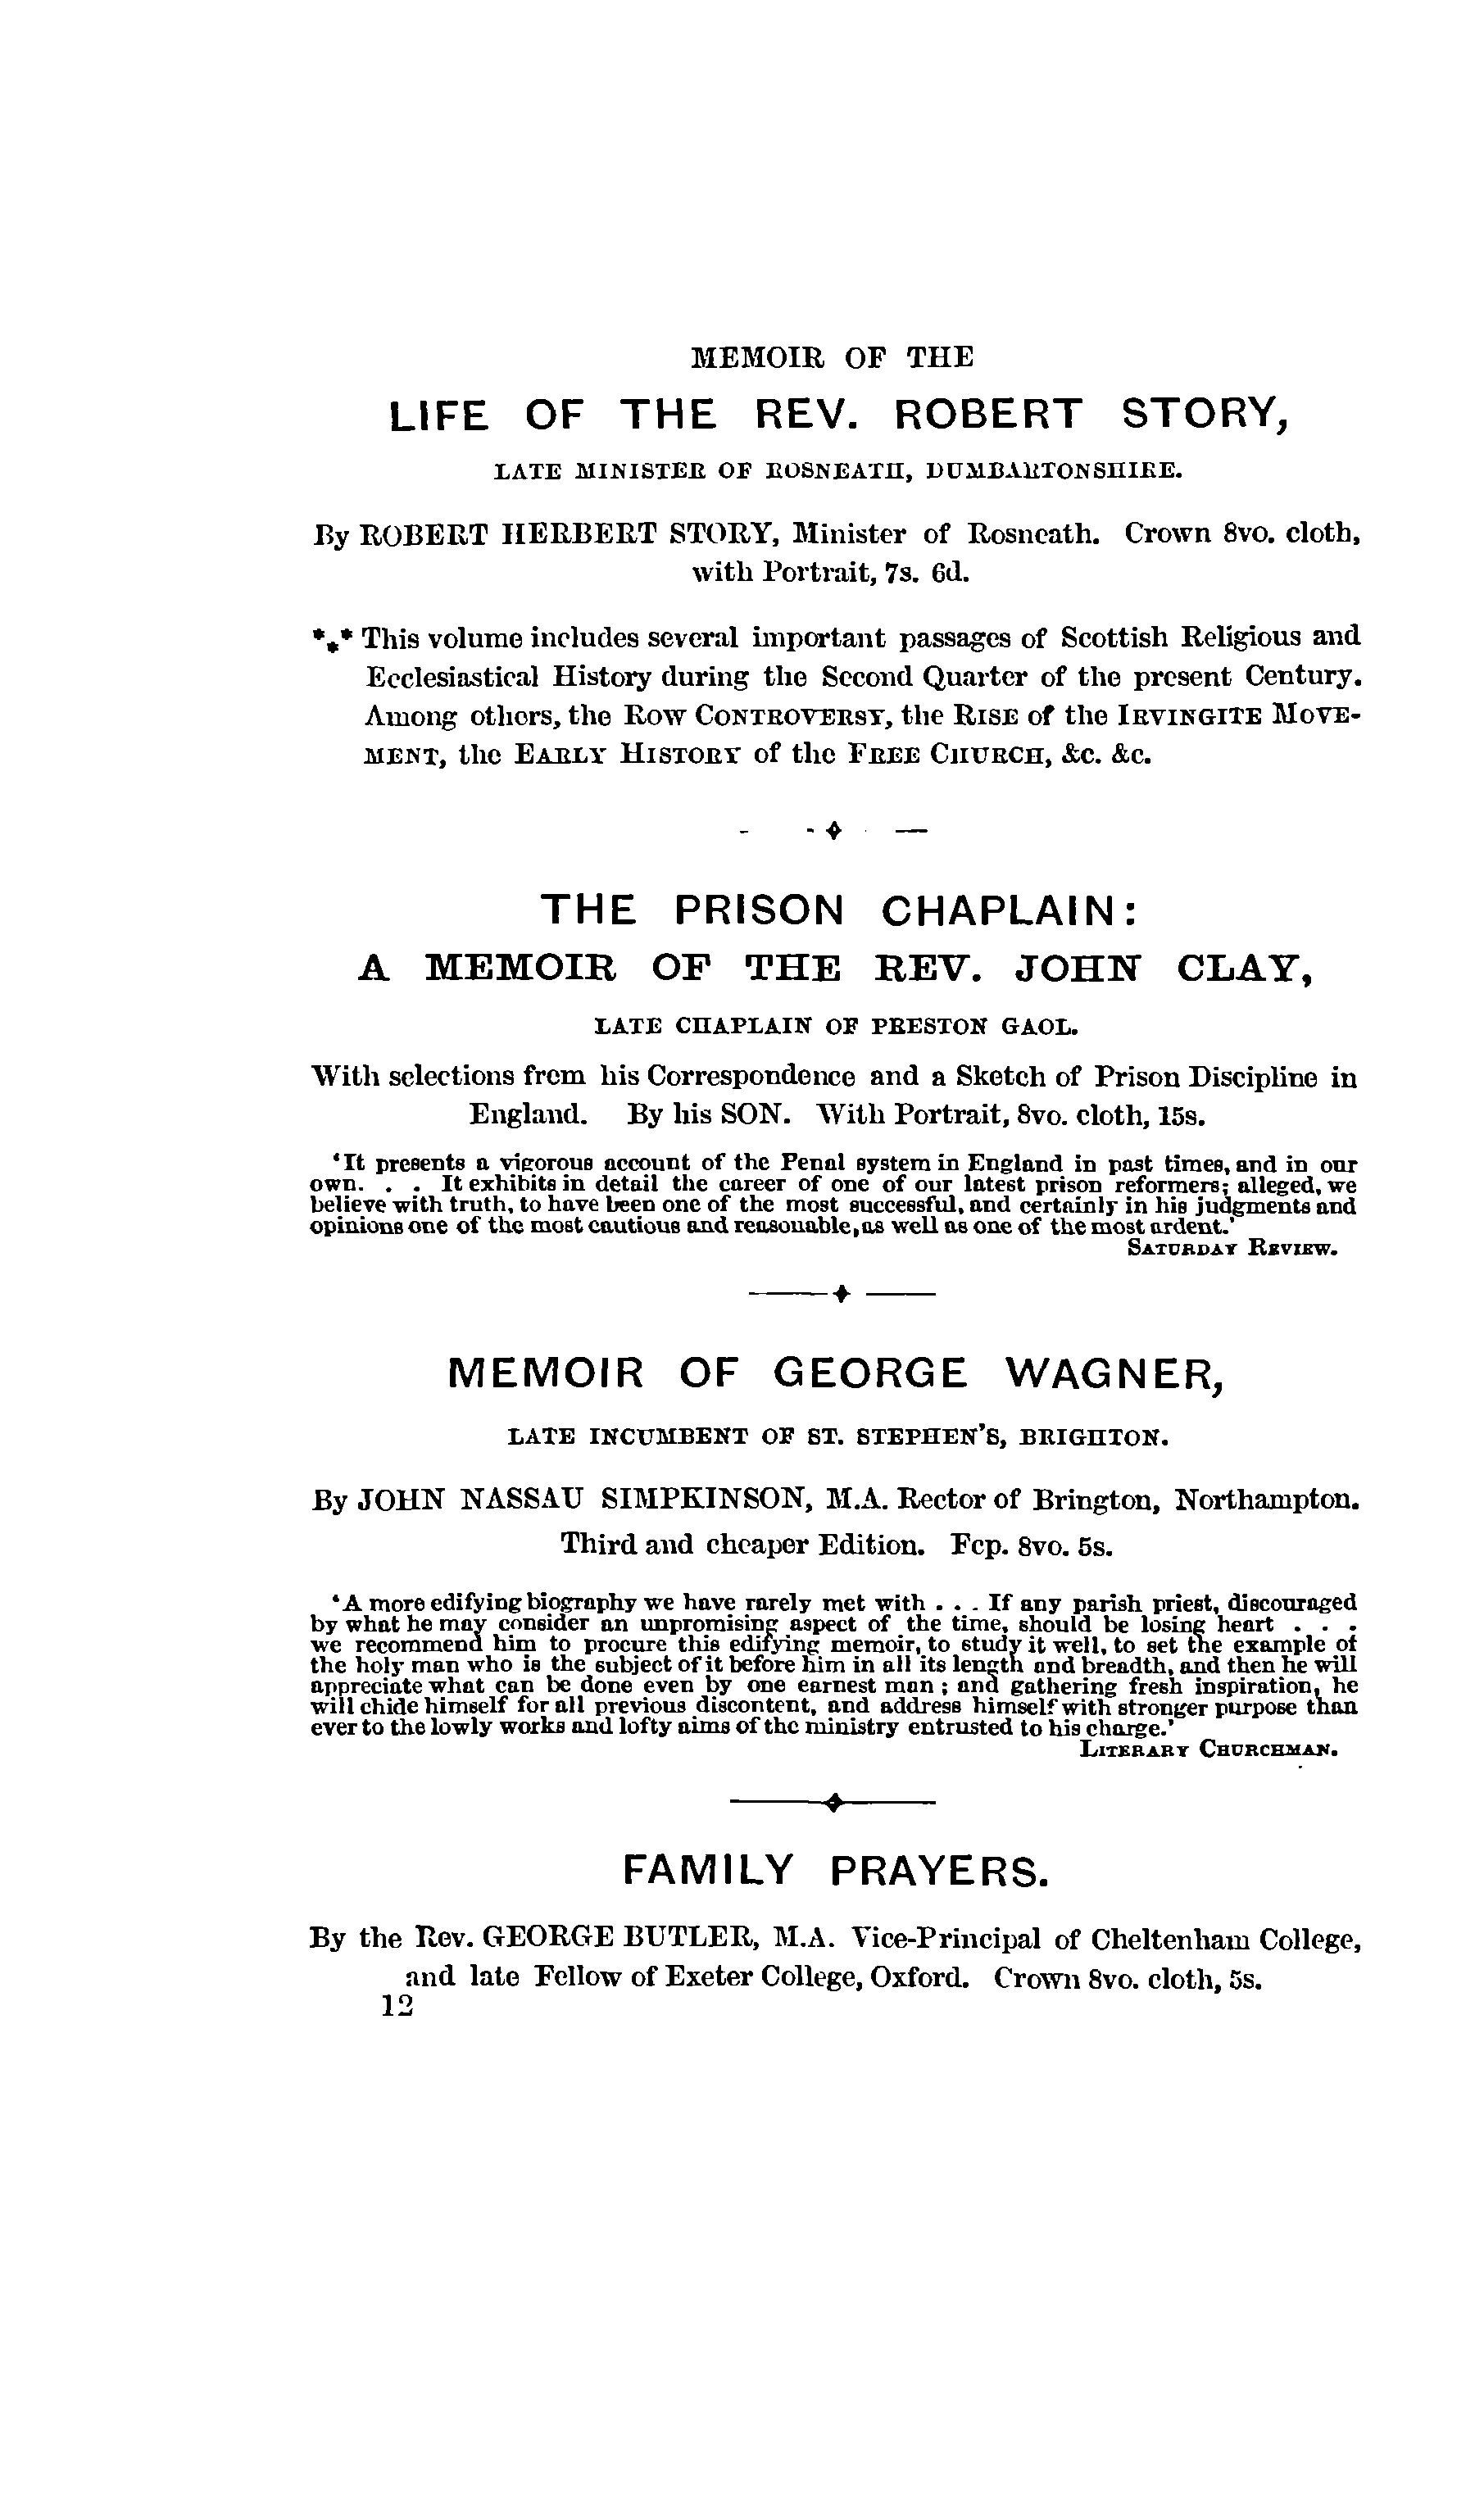 MEMOIR OF THE
LIFE OF THE REV. ROBERT STORY,
LATE MINISTER OF ROSNEATH, DUMBARTONSHIRE.
By ROBERT HERBERT STORY, Minister of Rosneath. Crown 8vo. cloth,
with Portrait, 7s. 6d.
*⁎* This volume includes several important passages of Scottish Religious and
Ecclesiastical History during the Second Quarter of the present Century.
Among others, the Row Controversy, the Rise of the Irvingite Move-
ment, the Early History of the Free Church, &c. &c.
THE PRISON CHAPLAIN:
A MEMOIR OF THE REV. JOHN CLAY,
LATE CHAPLAIN OF PRESTON GAOL.
With selections from his Correspondence and a Sketch of Prison Discipline in
England. By his SON. With Portrait, 8vo. cloth, 15s.
‘It presents a vigorous account of the Penal system in England in past times, and in our
own. . . It exhibits in detail the career of one of our latest prison reformers; alleged, we
believe with truth, to have been one of the most successful, and certainly in his judgments and
opinions one of the most cautious and reasonable, as well as one of the most ardent.’
Saturday Review.
MEMOIR OF GEORGE WAGNER,
LATE INCUMBENT OF ST. STEPHEN'S, BRIGHTON.
By JOHN NASSAU SIMPKINSON, M.A. Rector of Brington, Northampton.
Third and cheaper Edition. Fcp. 8vo. 5s.
‘A more edifying biography we have rarely met with . . . If any parish priest, discouraged
by what he may consider an unpromising aspect of the time, should be losing heart . . .
we recommend him to procure this edifying memoir, to study it well, to set the example of
the holy man who is the subject of it before him in all its length and breadth, and then he will
appreciate what can be done even by one earnest man; and gathering fresh inspiration, he
will chide himself for all previous discontent, and address himself with stronger purpose than
ever to the lowly works and lofty aims of the ministry entrusted to his charge.’
Literary Churchman.
FAMILY PRAYERS.
By the Rev. GEORGE BUTLER, M.A. Vice-Principal of Cheltenham College,
and late Fellow of Exeter College, Oxford. Crown 8vo. cloth, 5s.
12